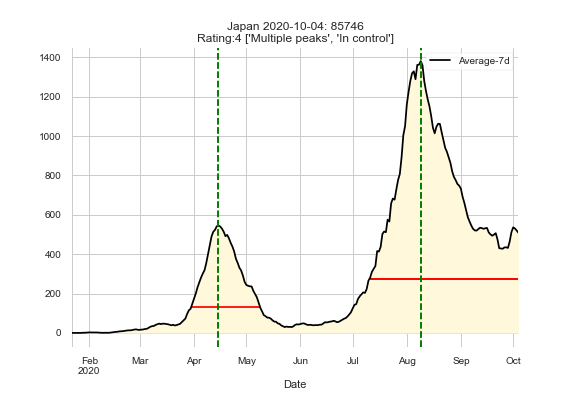 Japan 2020-10-04: 85746
Rating:4 ['Multiple peaks', 'In control']
Average-7d
1400
1200
1000
800
600
400
200
0
Feb Mar Apr May Jun Jul Aug Sep Oct
2020
Date